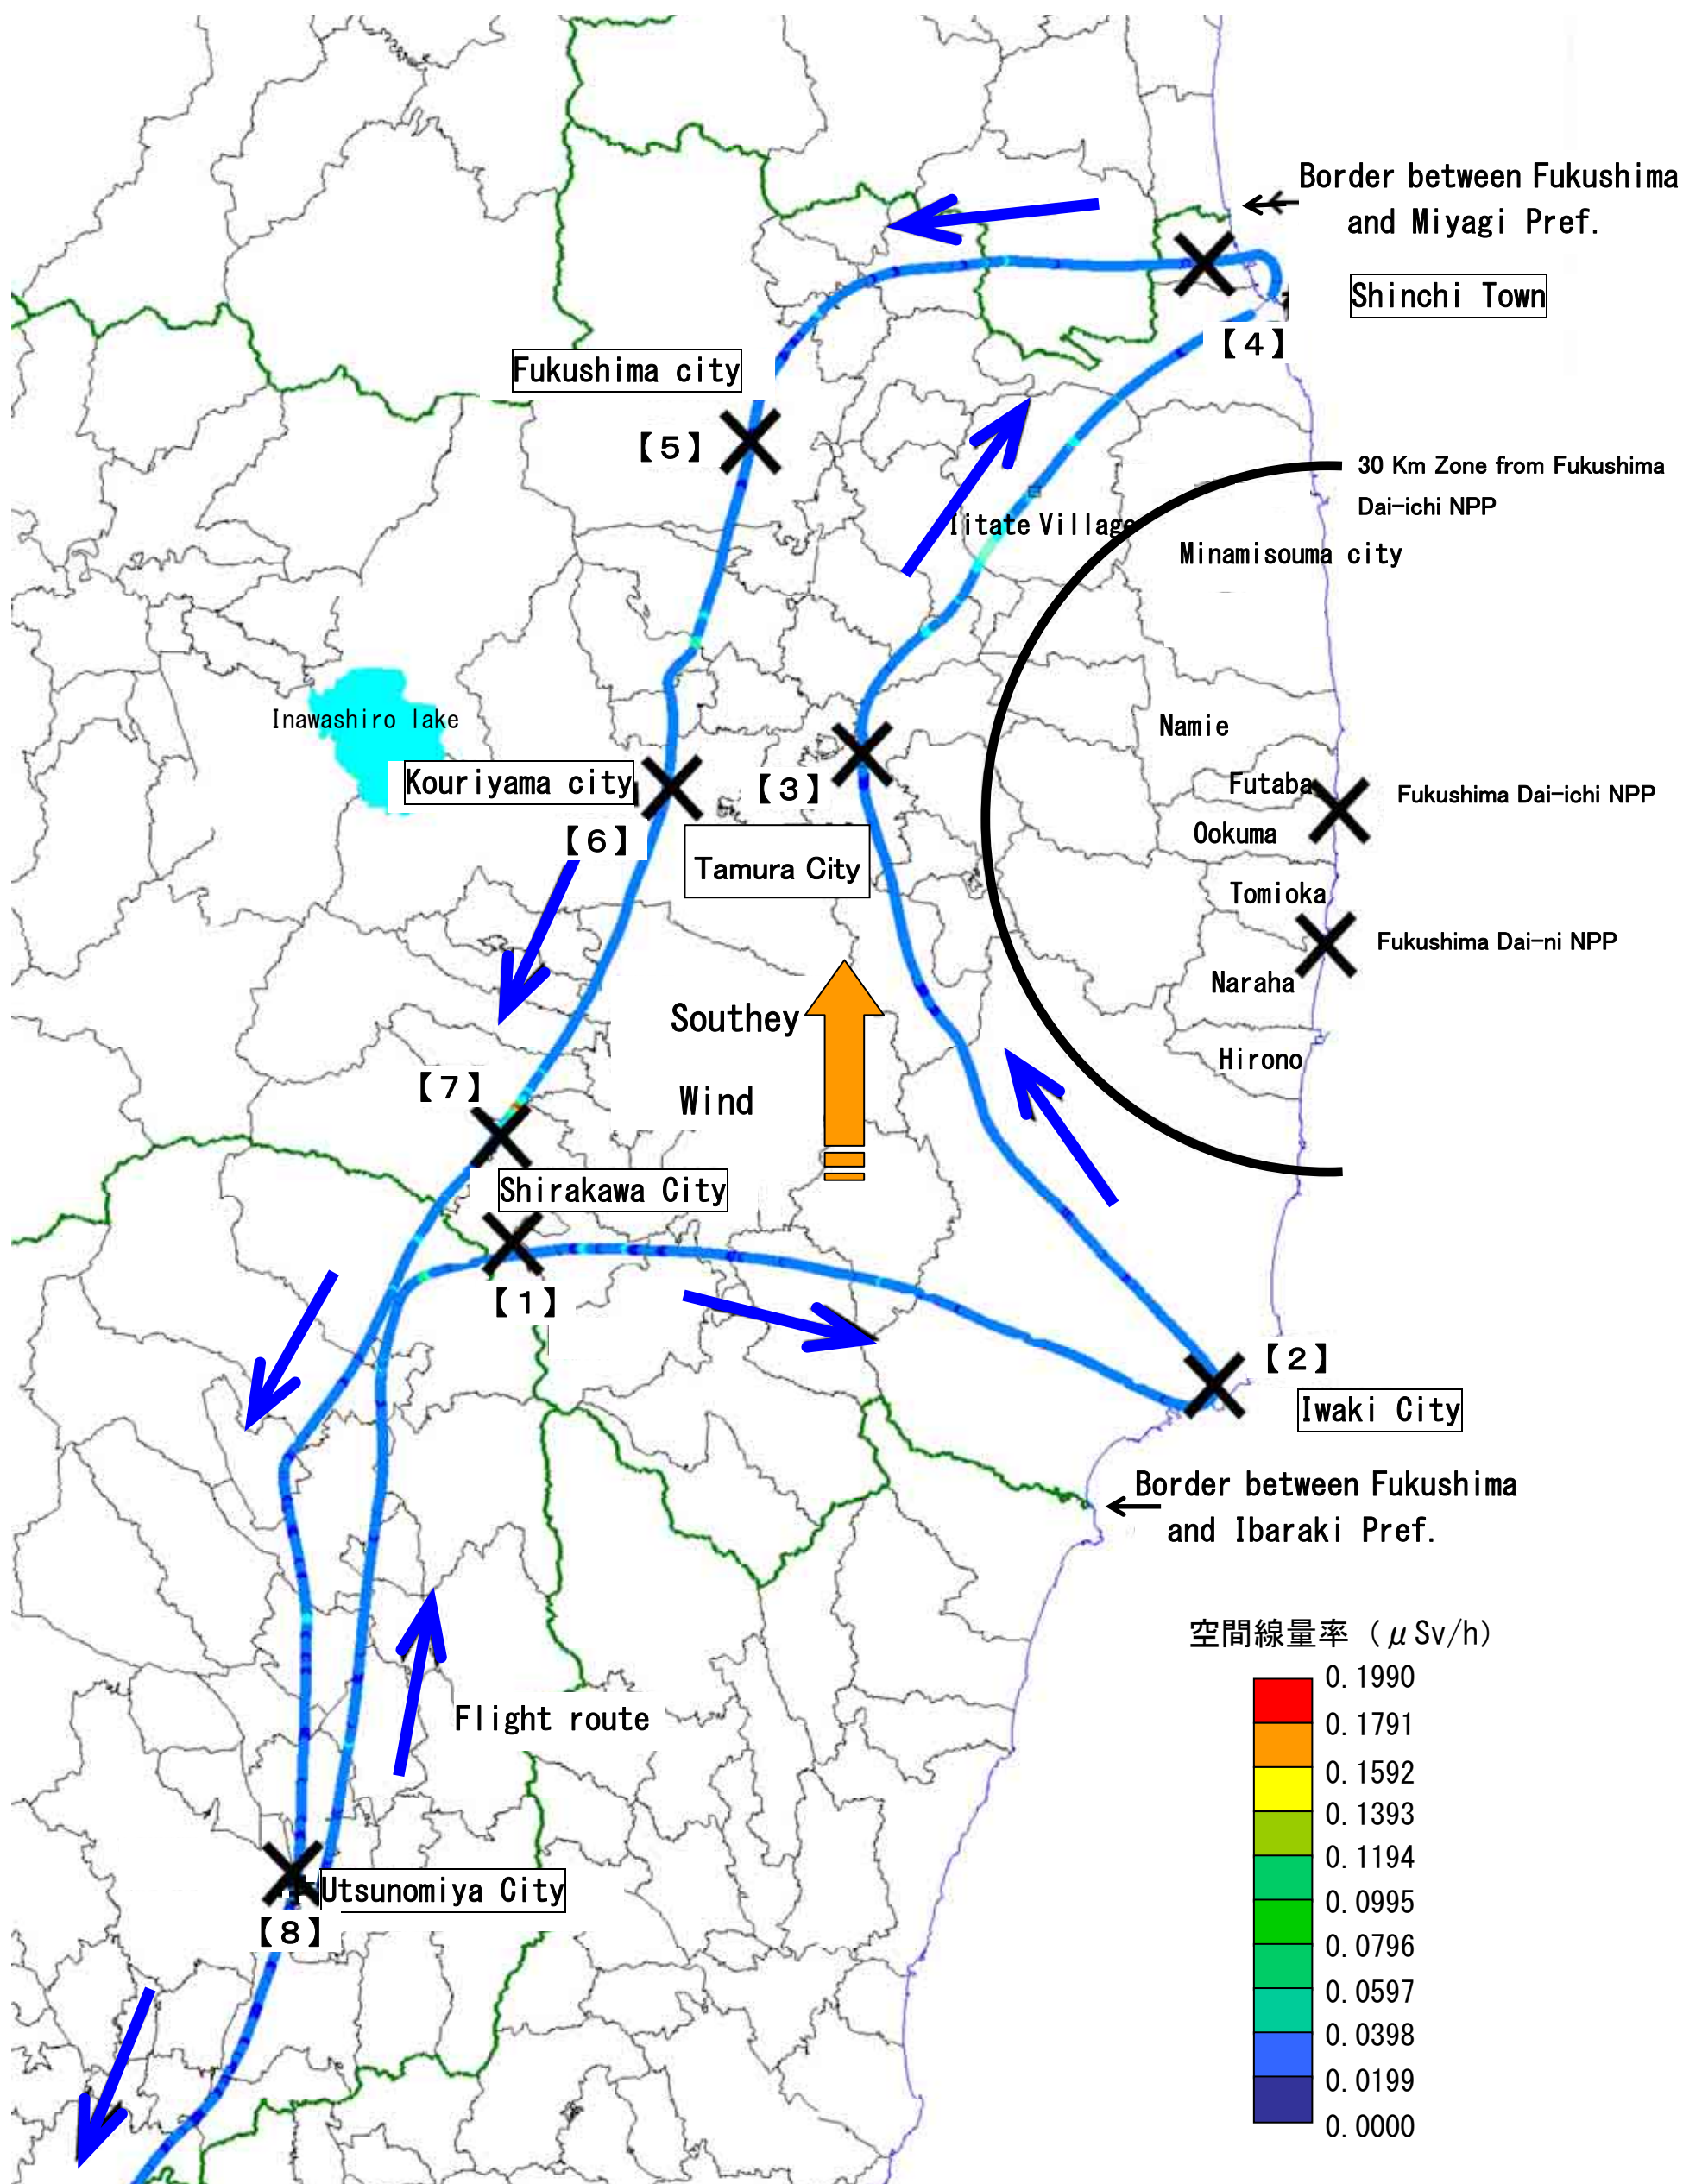 Border between Fukushima
and Miyagi Pref.
Shinchi Town
【4】
Fukushima city
【5】
30 Km Zone from Fukushima
Dai-ichi NPP
Iitate Village
Minamisouma city
Inawashiro lake
Namie
Kouriyama city
【3】
Futaba
Fukushima Dai-ichi NPP
【6】
Ookuma
Tamura City
Tomioka
Fukushima Dai-ni NPP
Naraha
Southey
Wind
Hirono
【7】
Shirakawa City
【1】
【2】
Iwaki City
Border between Fukushima
and Ibaraki Pref.
Flight route
Utsunomiya City
【8】
空間線量率 (μSv/h)
0.1990
0.1791
0.1592
0.1393
0.1194
0.0995
0.0796
0.0597
0.0398
0.0199
0.0000